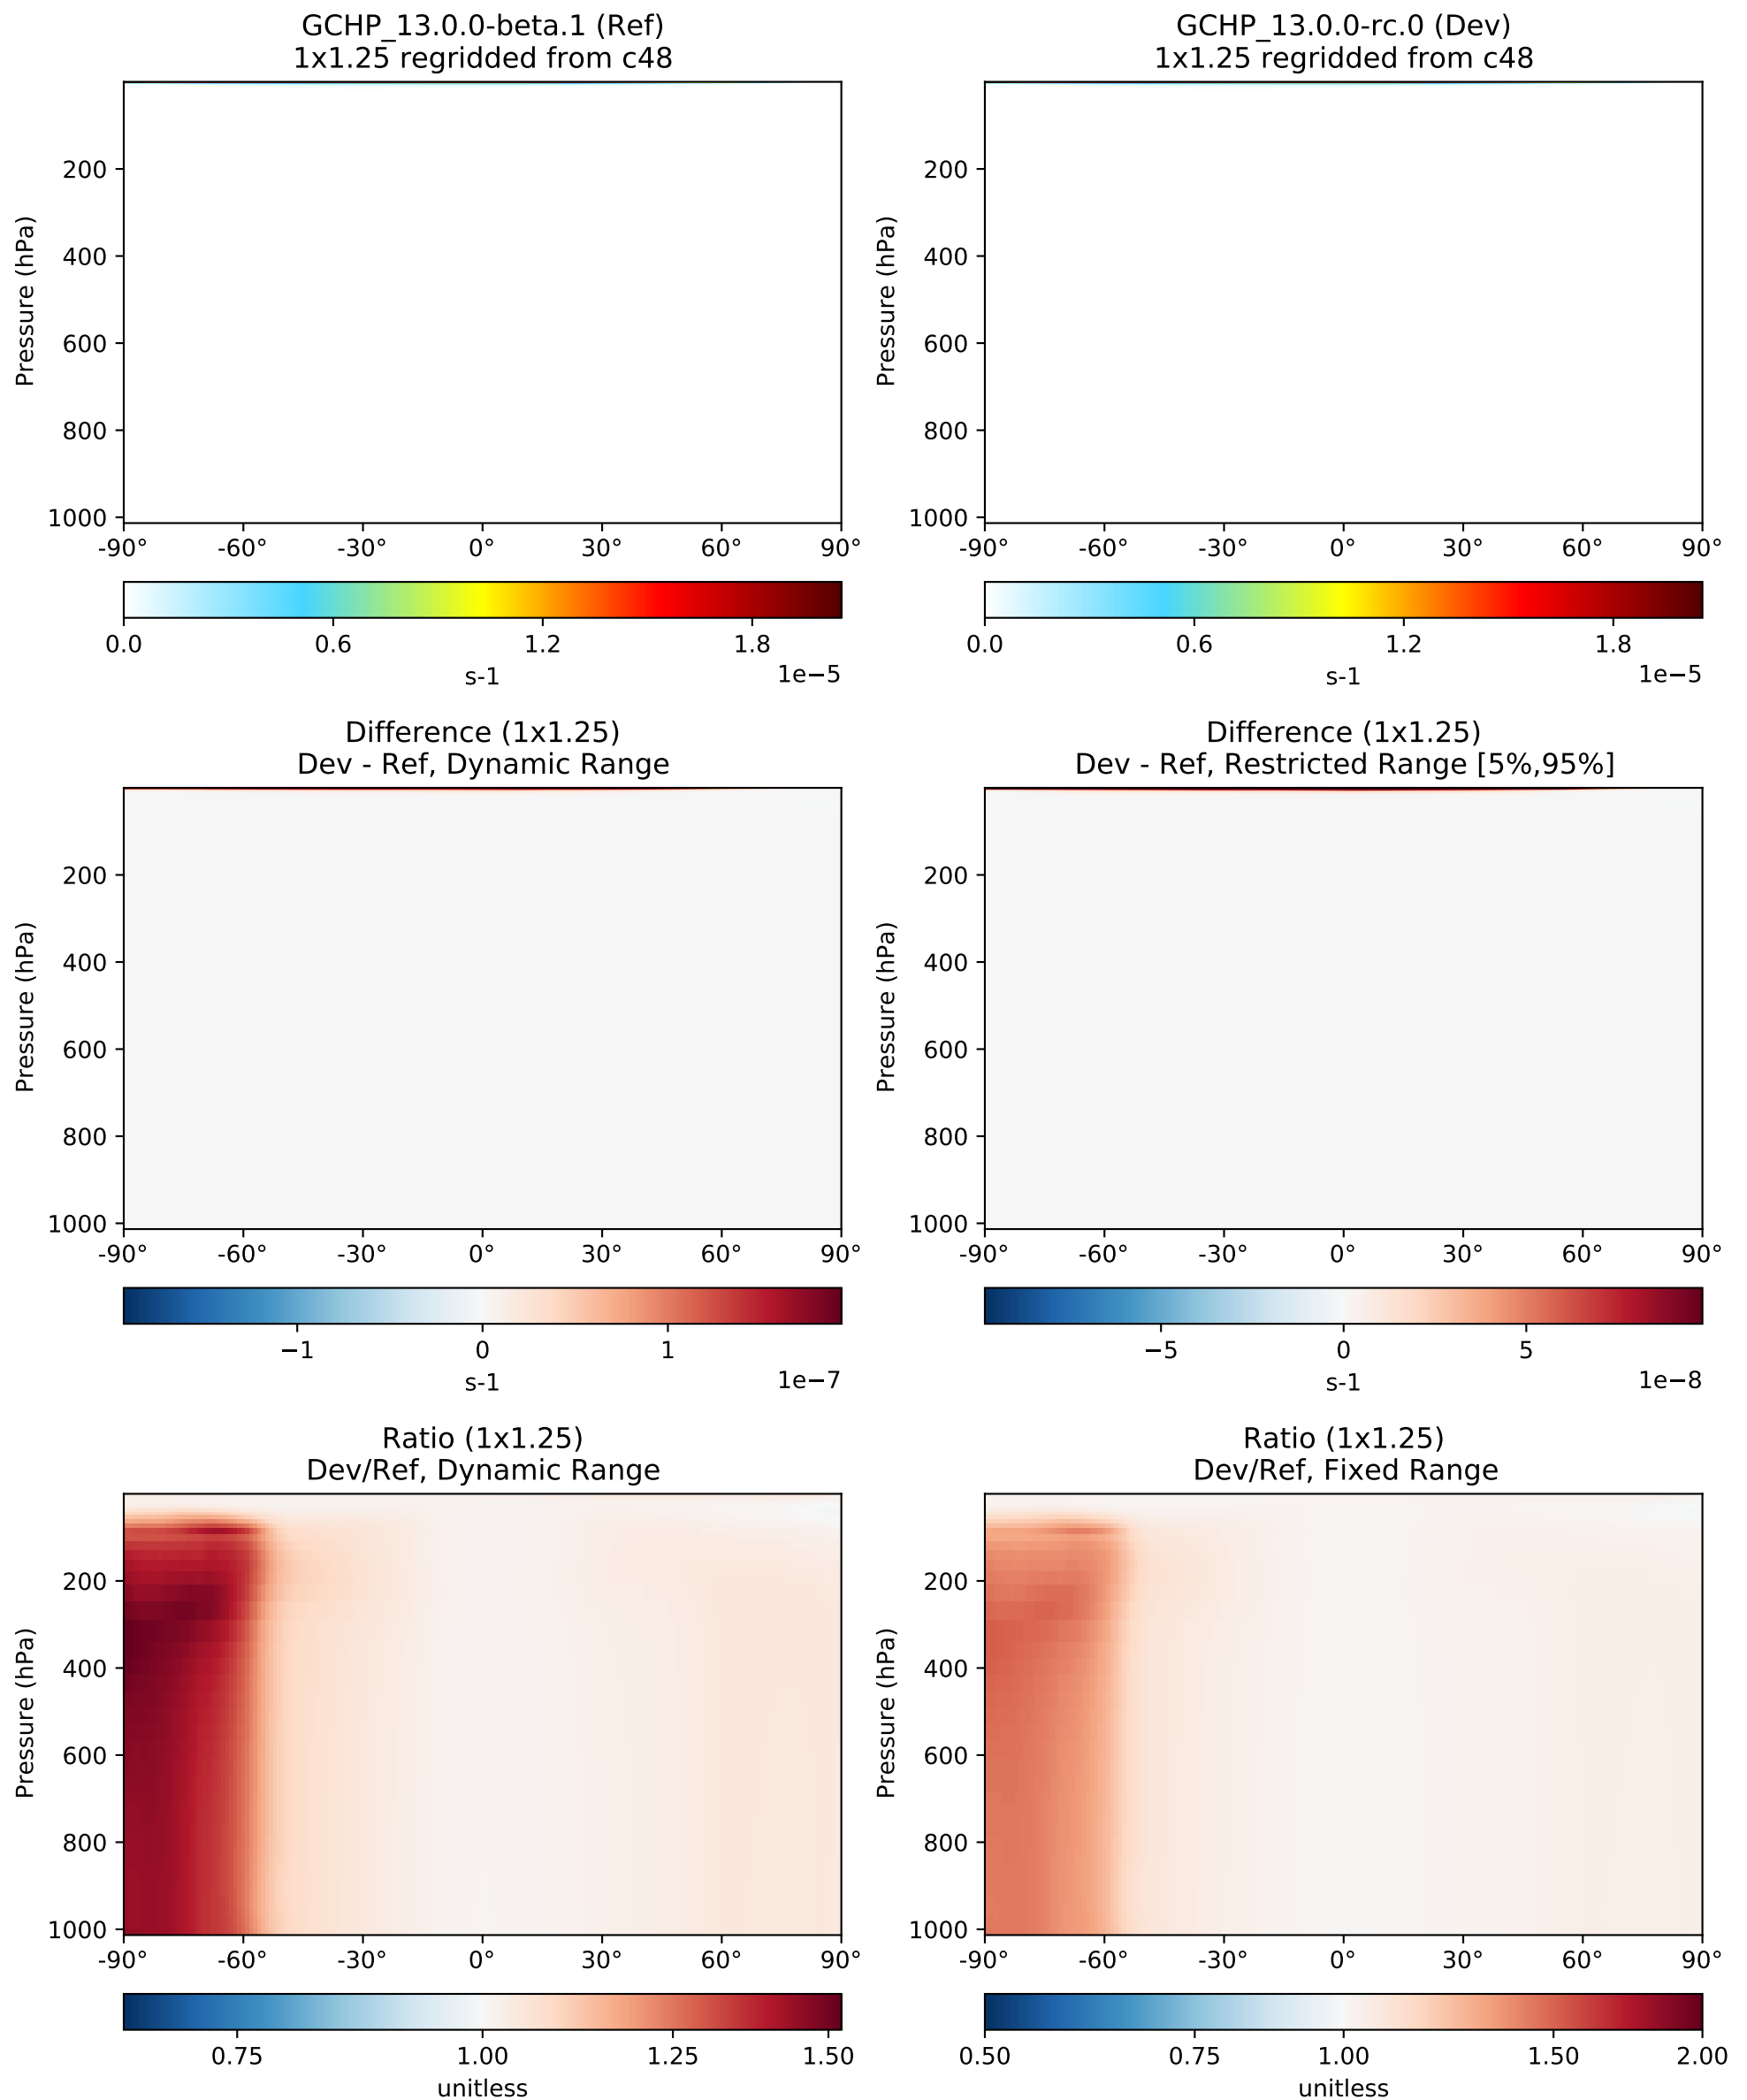 GCHP_13.0.0-beta.1 (Ref)
1x1.25 regridded from c48
GCHP_13.0.0-rc.0 (Dev)
1x1.25 regridded from c48
Pressure (hPa)
200
400
600
800
1000
-90° -60° -30° 0° 30° 60° 90°
0.0 0.6 1.2 1.8
s-1
1e−5
Pressure (hPa)
200
400
600
800
1000
-90° -60° -30° 0° 30° 60° 90°
0.0 0.6 1.2 1.8
s-1
1e−5
Difference (1x1.25)
Dev - Ref, Dynamic Range
Pressure (hPa)
200
400
600
800
1000
-90° -60° -30° 0° 30° 60° 90°
−1 0 1
s-1
1e−7
Difference (1x1.25)
Dev - Ref, Restricted Range [5%,95%]
Pressure (hPa)
200
400
600
800
1000
-90° -60° -30° 0° 30° 60° 90°
−5 0 5
s-1
1e−8
Ratio (1x1.25)
Dev/Ref, Dynamic Range
Pressure (hPa)
200
400
600
800
1000
-90° -60° -30° 0° 30° 60° 90°
0.75 1.00 1.25 1.50
unitless
Ratio (1x1.25)
Dev/Ref, Fixed Range
Pressure (hPa)
200
400
600
800
1000
-90° -60° -30° 0° 30° 60° 90°
0.50 0.75 1.00 1.50 2.00
unitless